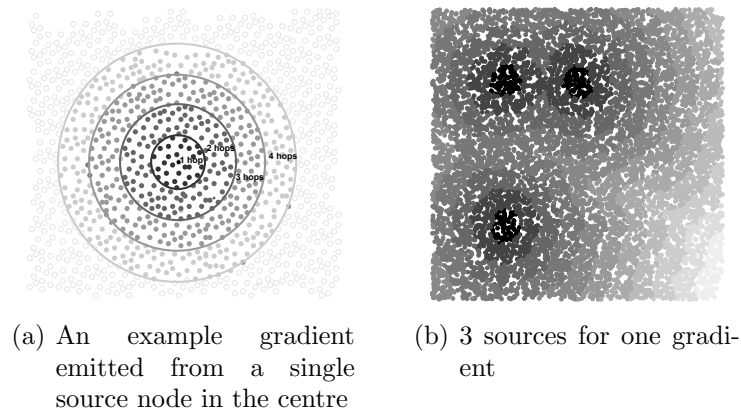 2 hops
1 hop
4 hops
3 hops
(a) An example gradient
emitted from a single
source node in the centre
(b) 3 sources for one gradi-
ent